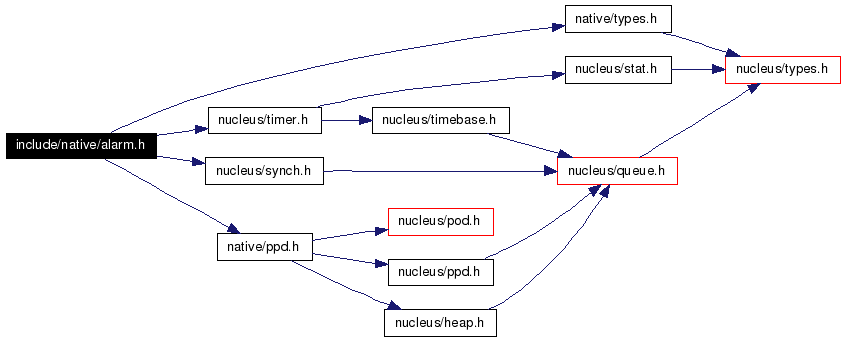 native/types.h
nucleus/stat.h
nucleus/types.h
nucleus/timer.h
nucleus/timebase.h
include/native/alarm.h
nucleus/synch.h
nucleus/queue.h
nucleus/pod.h
native/ppd.h
nucleus/ppd.h
nucleus/heap.h